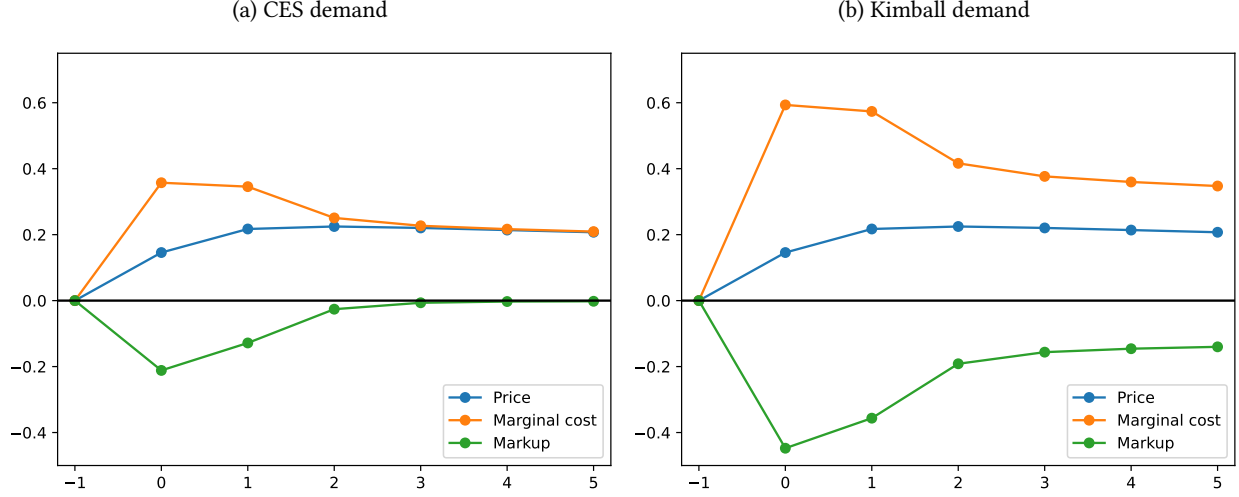 (a) CES demand
0.6
0.4
0.2
0.0
−0.2
−0.4
−1 0 1 2 3 4 5
Price
Marginal cost
Markup
(b) Kimball demand
0.6
0.4
0.2
0.0
−0.2
−0.4
−1 0 1 2 3 4 5
Price
Marginal cost
Markup